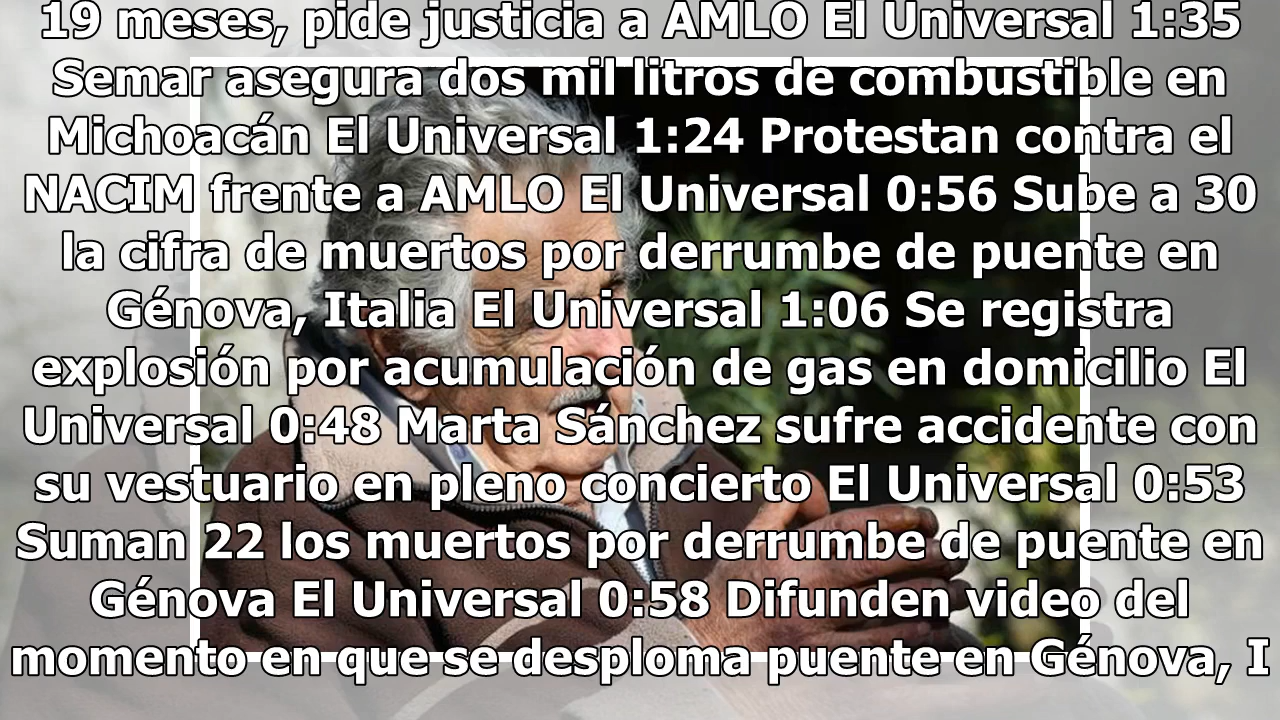 19 meses, pide justicia a AMLO El Universal 1:35
Semar asegura dos mil litros de combustible en
Michoacán El Universal 1:24 Protestan contra el
NACIM frente a AMLO El Universal 0:56 Sube a 30
la cifra de muertos por derrumbe de puente en
Génova, Italia El Universal 1:06 Se registra
explosión por acumulación de gas en domicilio El
Universal 0:48 Marta Sánchez sufre accidente con
su vestuario en pleno concierto El Universal 0:53
Suman 22 los muertos por derrumbe de puente en
Génova El Universal 0:58 Difunden video del
momento en que se desploma puente en Génova, I